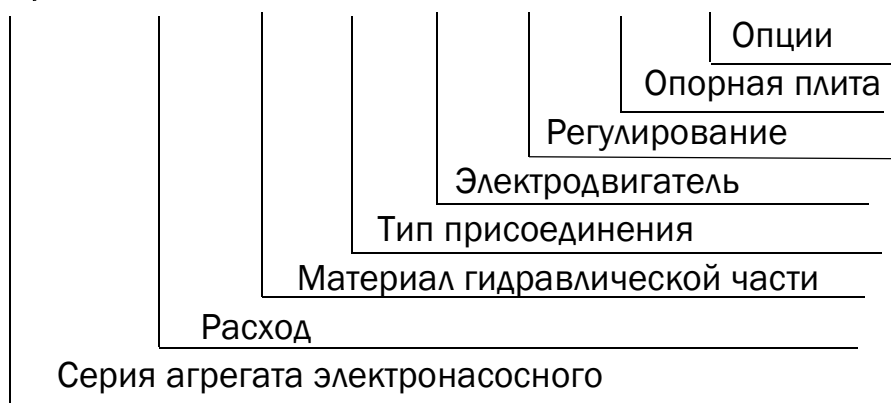 Опции
Опорная плита
Регулирование
Электродвигатель
Тип присоединения
Материал гидравлической части
Расход
Серия агрегата электронасосного